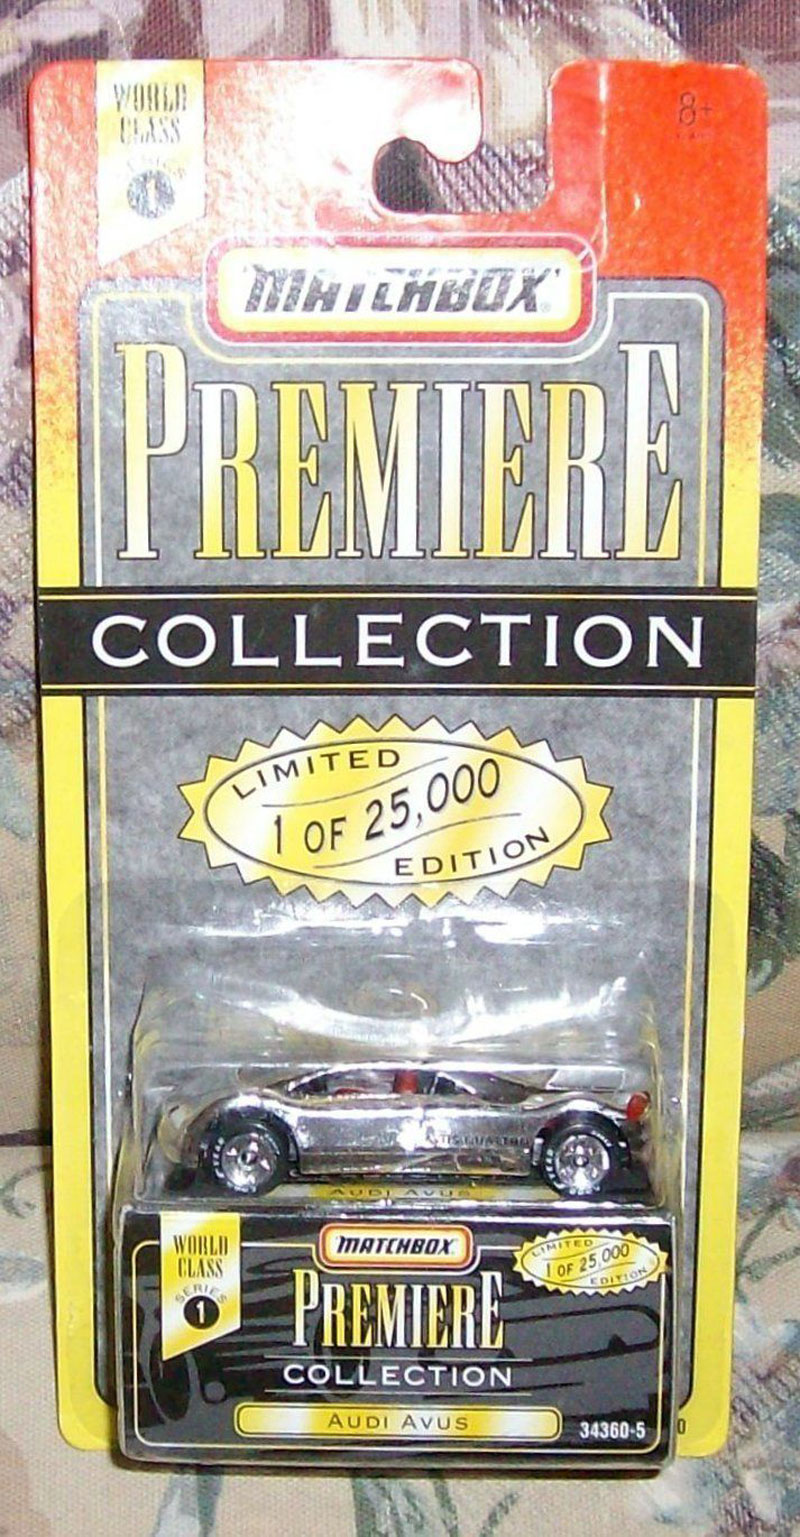 WORLD
CLASS
1
8+
MATCHBOX®
PREMIERE
COLLECTION
LIMITED
1 OF 25,000
EDITION
AUDI AVUS
WORLD
CLASS
SERIES
1
MATCHBOX
PREMIERE
COLLECTION
LIMITED
1 OF 25,000
EDITION
AUDI AVUS
34360-5
0